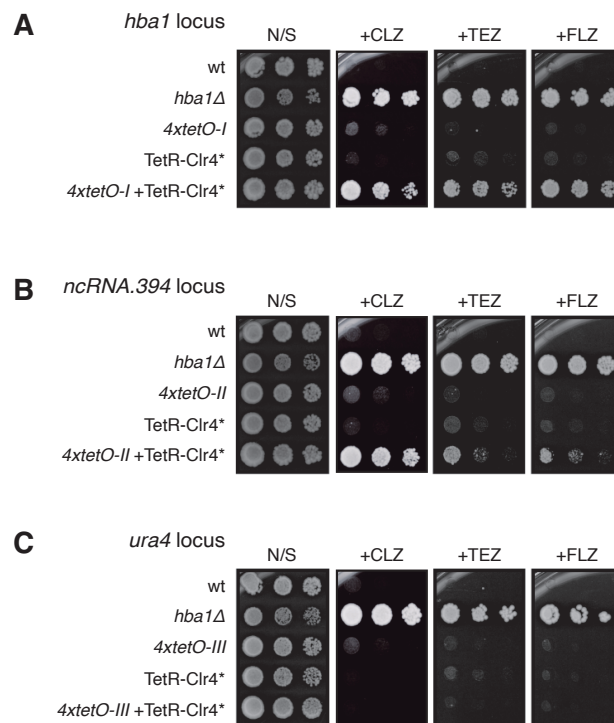 A hba1 locus
N/S +CLZ +TEZ +FLZ
wt
hba1Δ
4xtetO-I
TetR-Clr4*
4xtetO-I +TetR-Clr4*
B ncRNA.394 locus
N/S +CLZ +TEZ +FLZ
wt
hba1Δ
4xtetO-II
TetR-Clr4*
4xtetO-II +TetR-Clr4*
C ura4 locus
N/S +CLZ +TEZ +FLZ
wt
hba1Δ
4xtetO-III
TetR-Clr4*
4xtetO-III +TetR-Clr4*